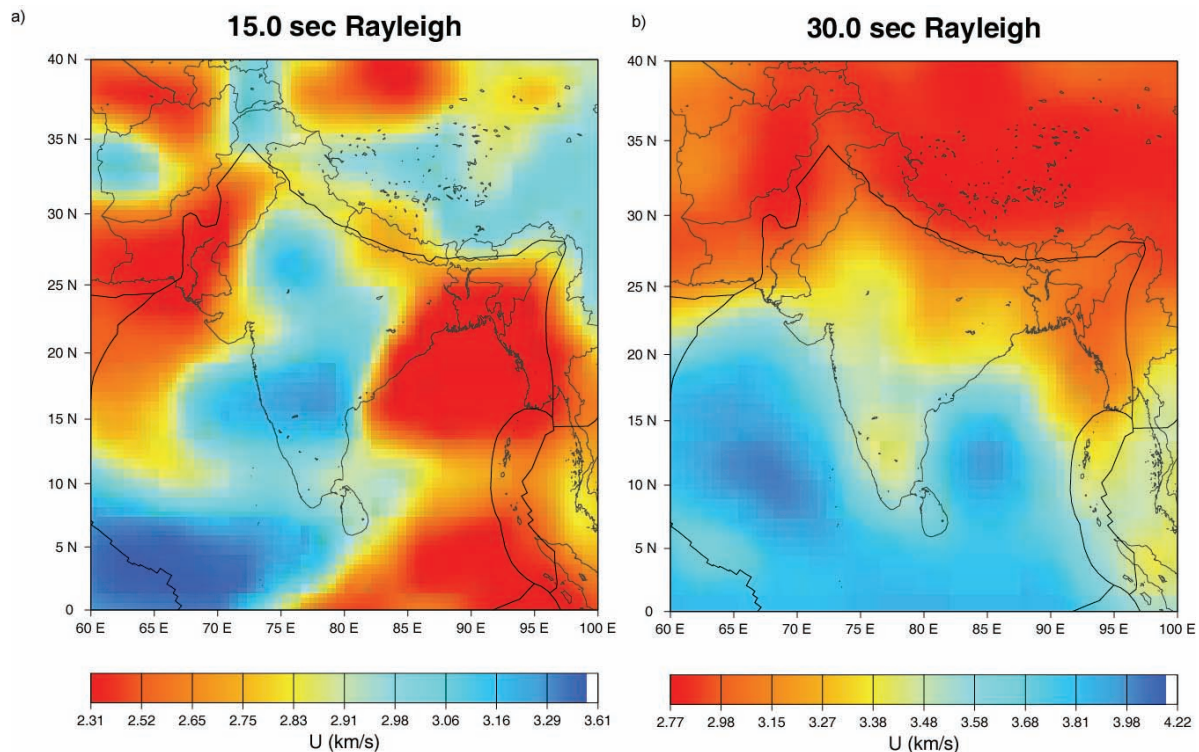 a)
15.0 sec Rayleigh
40 N
35 N
30 N
25 N
20 N
15 N
10 N
5 N
0
60 E 65 E 70 E 75 E 80 E 85 E 90 E 95 E 100 E
2.31 2.52 2.65 2.75 2.83 2.91 2.98 3.06 3.16 3.29 3.61
U (km/s)
b)
30.0 sec Rayleigh
40 N
35 N
30 N
25 N
20 N
15 N
10 N
5 N
0
60 E 65 E 70 E 75 E 80 E 85 E 90 E 95 E 100 E
2.77 2.98 3.15 3.27 3.38 3.48 3.58 3.68 3.81 3.98 4.22
U (km/s)